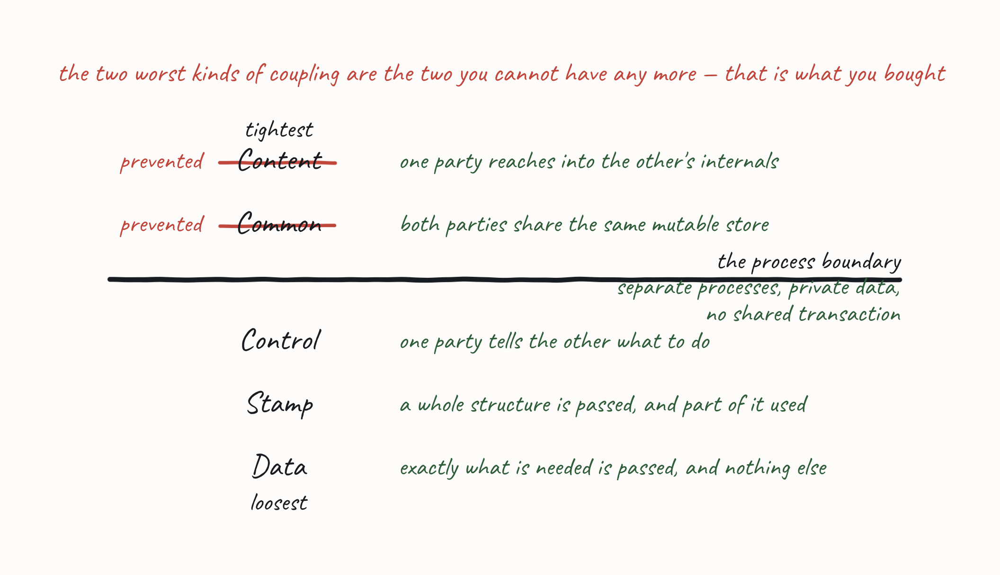 the two worst kinds of coupling are the two you cannot have any more – that is what you bought
tightest
prevented Content one party reaches into the other's internals
prevented Common both parties share the same mutable store
the process boundary
separate processes, private data,
no shared transaction
Control one party tells the other what to do
Stamp a whole structure is passed, and part of it used
Data exactly what is needed is passed, and nothing else
loosest